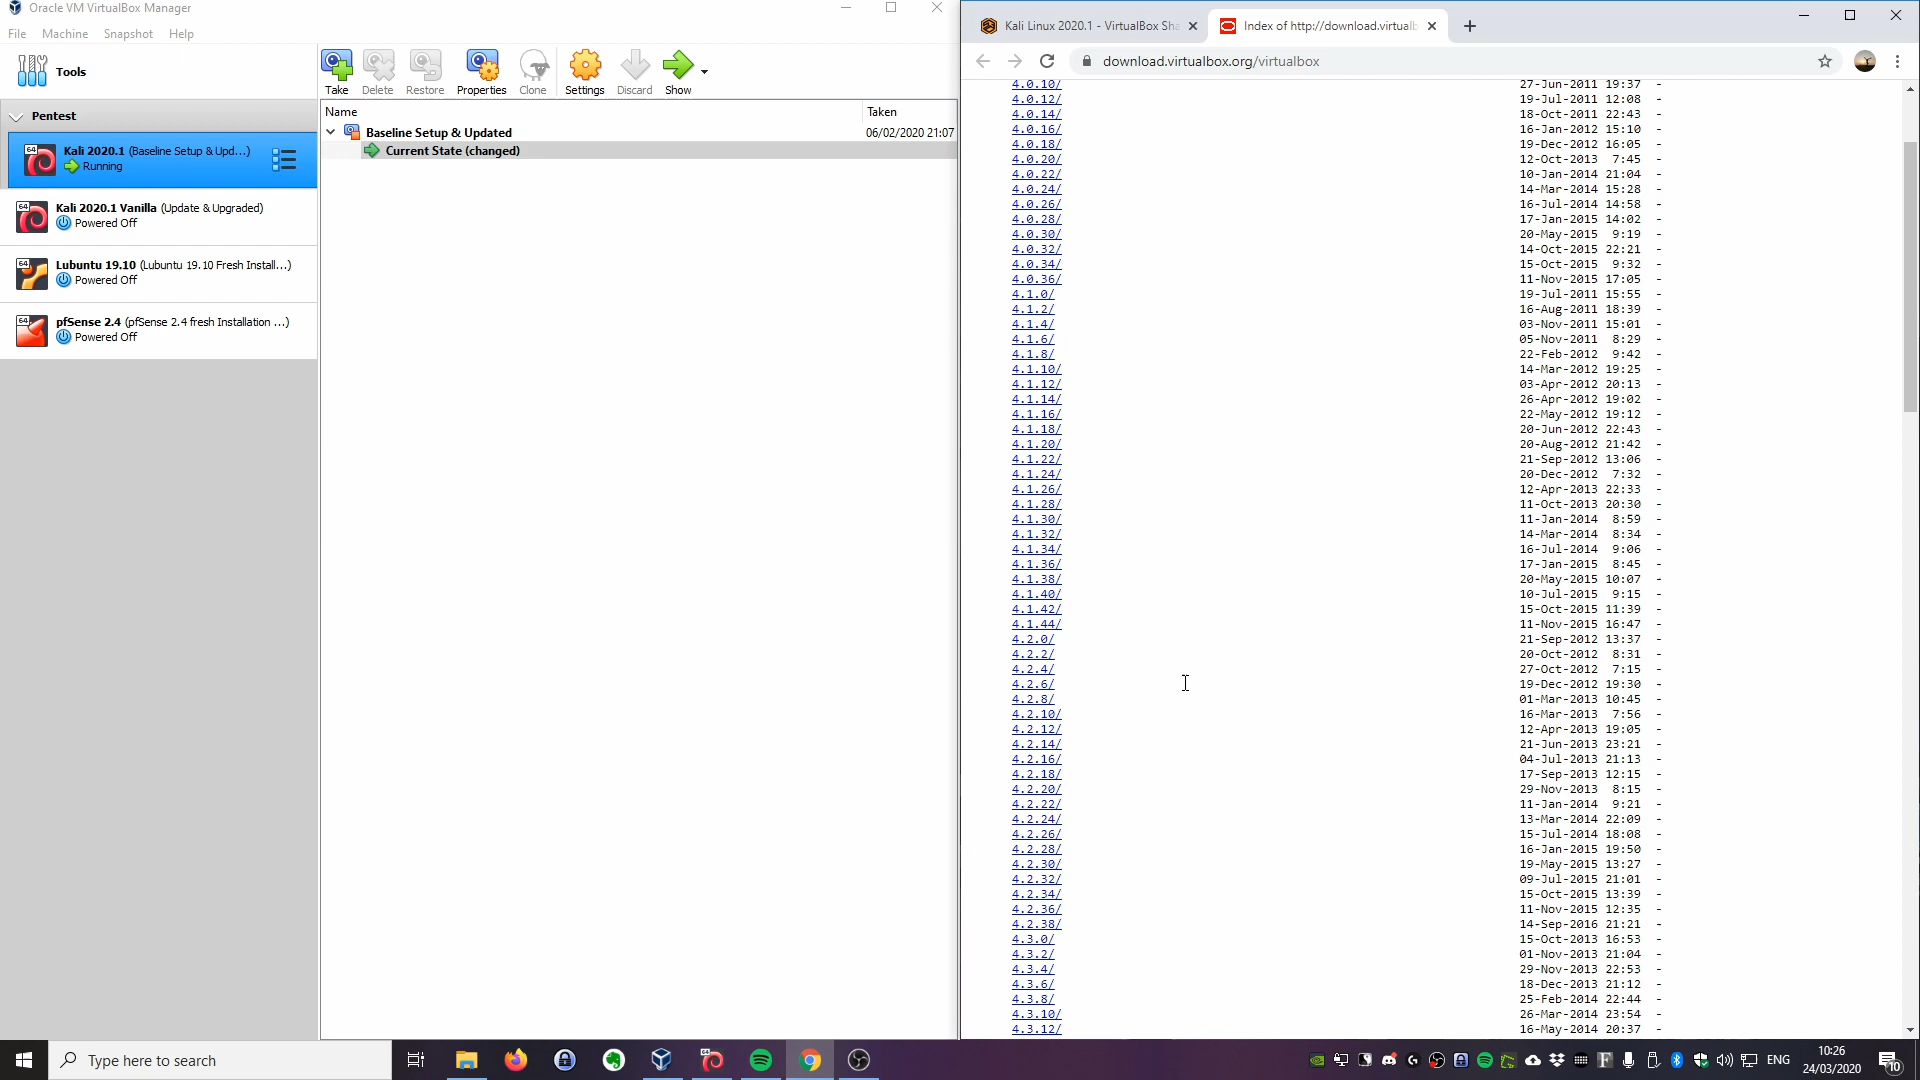 Oracle VM VirtualBox Manager
File Machine Snapshot Help
Tools
Take Delete Restore Properties Clone Settings Discard Show
Pentest
64 Kali 2020.1 (Baseline Setup & Upd...)
Running
64 Kali 2020.1 Vanilla (Update & Upgraded)
Powered Off
64 Lubuntu 19.10 (Lubuntu 19.10 Fresh Install...)
Powered Off
64 pfSense 2.4 (pfSense 2.4 fresh Installation ...)
Powered Off
Name Taken
Baseline Setup & Updated 06/02/2020 21:07
Current State (changed)
Kali Linux 2020.1 - VirtualBox Sha
Index of http://download.virtualb
download.virtualbox.org/virtualbox
4.0.10/ 27-Jun-2011 19:37 -
4.0.12/ 19-Jul-2011 12:08 -
4.0.14/ 18-Oct-2011 22:43 -
4.0.16/ 16-Jan-2012 15:10 -
4.0.18/ 19-Dec-2012 16:05 -
4.0.20/ 12-Oct-2013 7:45 -
4.0.22/ 10-Jan-2014 21:04 -
4.0.24/ 14-Mar-2014 15:28 -
4.0.26/ 16-Jul-2014 14:58 -
4.0.28/ 17-Jan-2015 14:02 -
4.0.30/ 20-May-2015 9:19 -
4.0.32/ 14-Oct-2015 22:21 -
4.0.34/ 15-Oct-2015 9:32 -
4.0.36/ 11-Nov-2015 17:05 -
4.1.0/ 19-Jul-2011 15:55 -
4.1.2/ 16-Aug-2011 18:39 -
4.1.4/ 03-Nov-2011 15:01 -
4.1.6/ 05-Nov-2011 8:29 -
4.1.8/ 22-Feb-2012 9:42 -
4.1.10/ 14-Mar-2012 19:25 -
4.1.12/ 03-Apr-2012 20:13 -
4.1.14/ 26-Apr-2012 19:02 -
4.1.16/ 22-May-2012 19:12 -
4.1.18/ 20-Jun-2012 22:43 -
4.1.20/ 20-Aug-2012 21:42 -
4.1.22/ 21-Sep-2012 13:06 -
4.1.24/ 20-Dec-2012 7:32 -
4.1.26/ 12-Apr-2013 22:33 -
4.1.28/ 11-Oct-2013 20:30 -
4.1.30/ 11-Jan-2014 8:59 -
4.1.32/ 14-Mar-2014 8:34 -
4.1.34/ 16-Jul-2014 9:06 -
4.1.36/ 17-Jan-2015 8:45 -
4.1.38/ 20-May-2015 10:07 -
4.1.40/ 10-Jul-2015 9:15 -
4.1.42/ 15-Oct-2015 11:39 -
4.1.44/ 11-Nov-2015 16:47 -
4.2.0/ 21-Sep-2012 13:37 -
4.2.2/ 20-Oct-2012 8:31 -
4.2.4/ 27-Oct-2012 7:15 -
4.2.6/ 19-Dec-2012 19:30 -
4.2.8/ 01-Mar-2013 10:45 -
4.2.10/ 16-Mar-2013 7:56 -
4.2.12/ 12-Apr-2013 19:05 -
4.2.14/ 21-Jun-2013 23:21 -
4.2.16/ 04-Jul-2013 21:13 -
4.2.18/ 17-Sep-2013 12:15 -
4.2.20/ 29-Nov-2013 8:15 -
4.2.22/ 11-Jan-2014 9:21 -
4.2.24/ 13-Mar-2014 22:09 -
4.2.26/ 15-Jul-2014 18:08 -
4.2.28/ 16-Jan-2015 19:50 -
4.2.30/ 19-May-2015 13:27 -
4.2.32/ 09-Jul-2015 21:01 -
4.2.34/ 15-Oct-2015 13:39 -
4.2.36/ 11-Nov-2015 12:35 -
4.2.38/ 14-Sep-2016 21:21 -
4.3.0/ 15-Oct-2013 16:53 -
4.3.2/ 01-Nov-2013 21:04 -
4.3.4/ 29-Nov-2013 22:53 -
4.3.6/ 18-Dec-2013 21:12 -
4.3.8/ 25-Feb-2014 22:44 -
4.3.10/ 26-Mar-2014 23:54 -
4.3.12/ 16-May-2014 20:37 -
Type here to search
ENG
10:26
24/03/2020
10